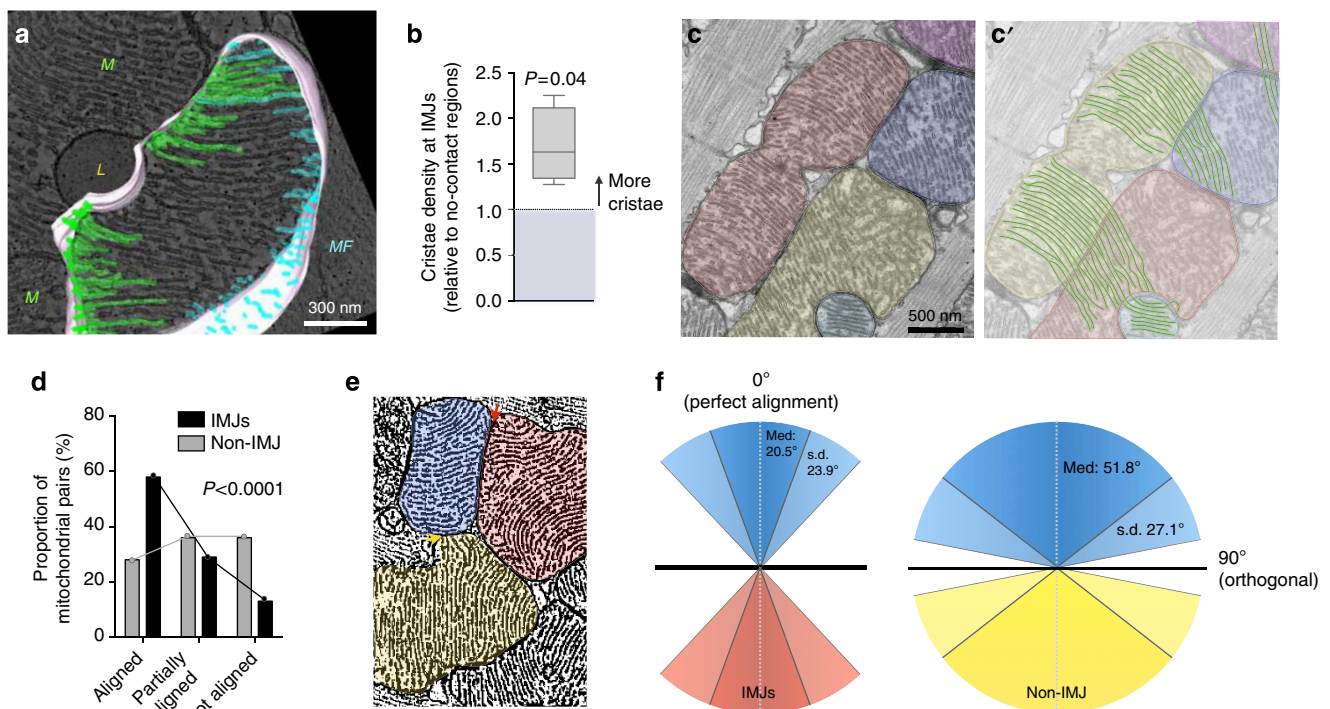 a
M
L
M
MF
300 nm
b
P=0.04
Cristae density at IMJs
(relative to no-contact regions)
2.5
2.0
1.5
1.0
0.5
0.0
More
cristae
c
500 nm
c′
d
Proportion of
mitochondrial pairs (%)
80
60
40
20
0
IMJs
Non-IMJ
P<0.0001
Aligned
Partially
ligned
ot aligned
e
f
0°
(perfect alignment)
Med:
20.5°
s.d.
23.9°
IMJs
Med: 51.8°
s.d. 27.1°
90°
(orthogonal)
Non-IMJ